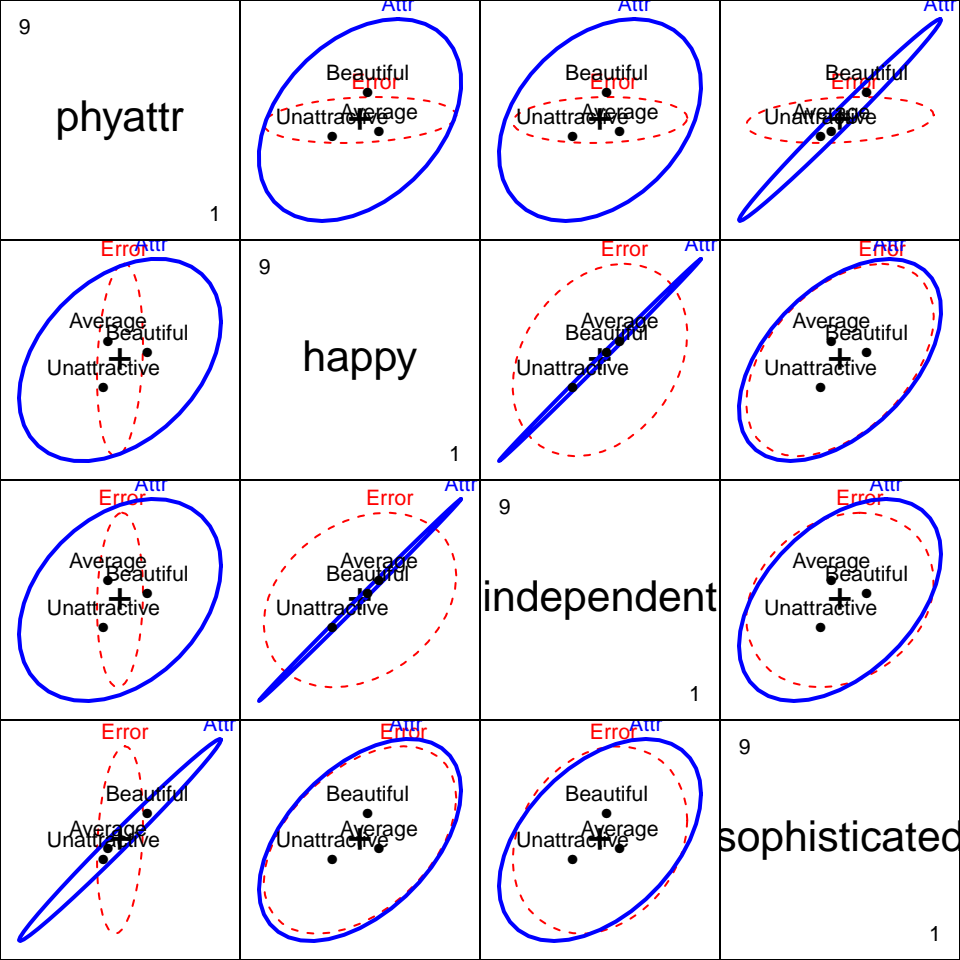 9
phyattr
1
Attr
Beautiful
Error
Unattractive
Average
Attr
Beautiful
Error
Unattractive
Average
Attr
Beautiful
Error
Unattractive
Average
Error
Attr
Average
Beautiful
Unattractive
9
happy
1
Error
Attr
Average
Beautiful
Unattractive
Error
Attr
Average
Beautiful
Unattractive
Error
Attr
Average
Beautiful
Unattractive
Error
Attr
Average
Beautiful
Unattractive
9
independent
1
Error
Attr
Average
Beautiful
Unattractive
Error
Attr
Beautiful
Average
Unattractive
Error
Attr
Beautiful
Average
Unattractive
Error
Attr
Beautiful
Average
Unattractive
9
sophisticated
1